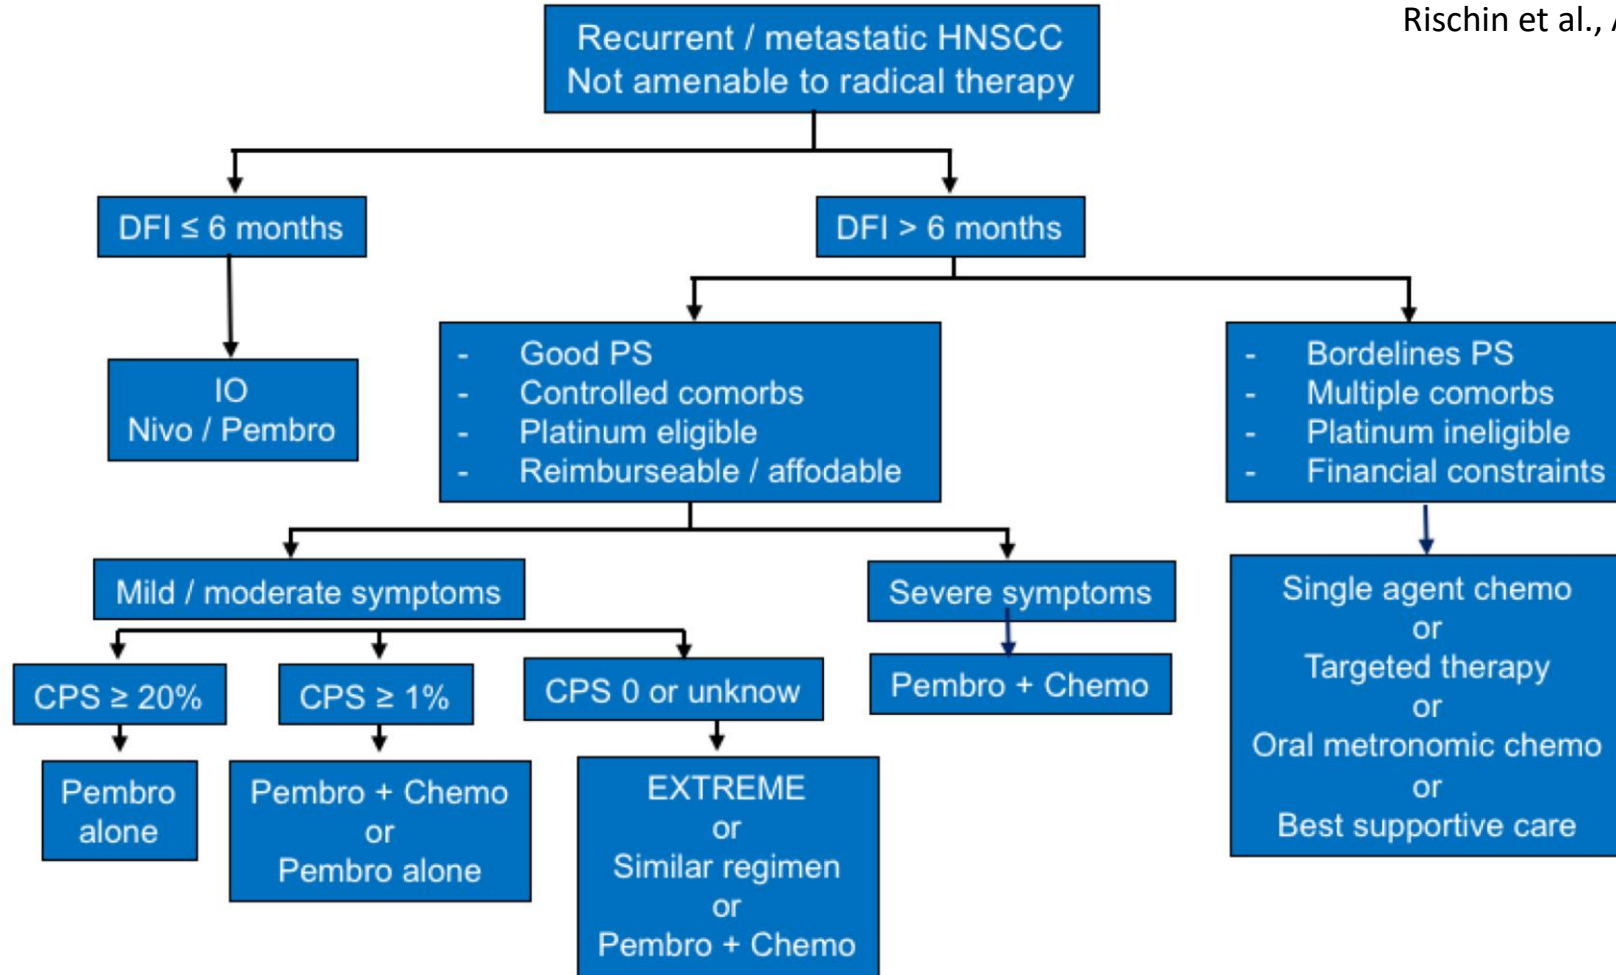 Rischin et al., A
Recurrent / metastatic HNSCC
Not amenable to radical therapy
DFI ≤ 6 months
DFI > 6 months
IO
Nivo / Pembro
- Good PS
- Controlled comorbs
- Platinum eligible
- Reimburseable / affodable
- Bordelines PS
- Multiple comorbs
- Platinum ineligible
- Financial constraints
Mild / moderate symptoms
Severe symptoms
CPS ≥ 20%
CPS ≥ 1%
CPS 0 or unknow
Pembro + Chemo
Pembro
alone
Pembro + Chemo
or
Pembro alone
EXTREME
or
Similar regimen
or
Pembro + Chemo
Single agent chemo
or
Targeted therapy
or
Oral metronomic chemo
or
Best supportive care